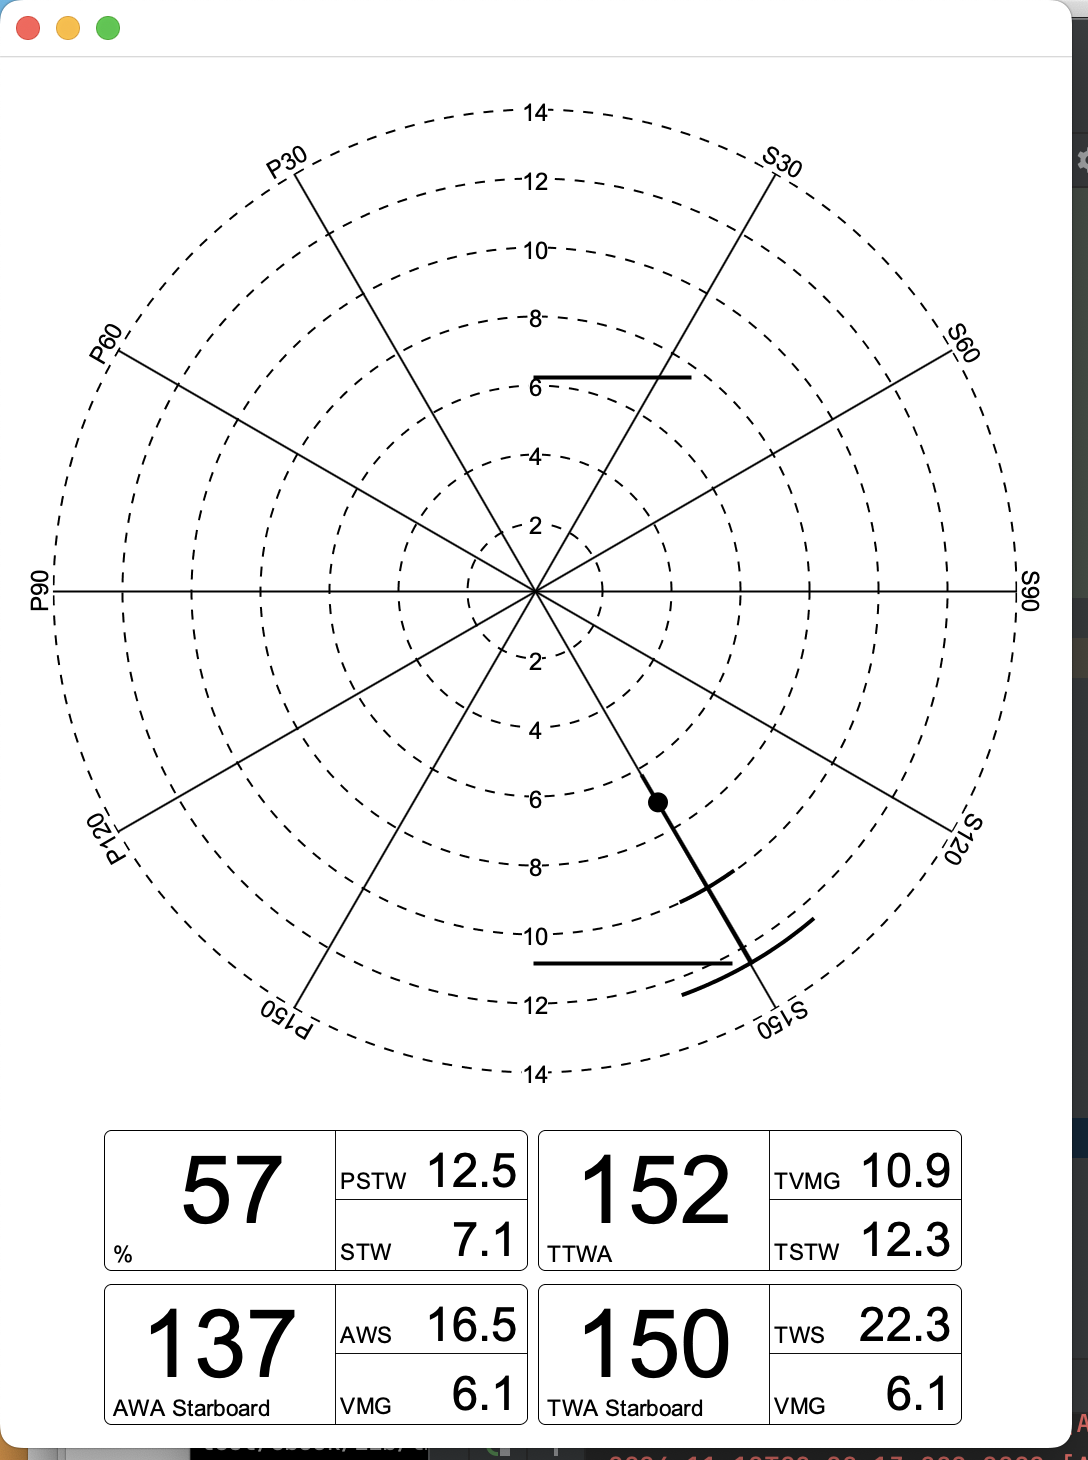 14
12
10
8
6
4
2
2
4
6
8
10
12
14
P30
S30
P60
S60
P90
S90
P120
S120
P150
S150
57
%
PSTW 12.5
STW 7.1
152
TTWA
TVMG 10.9
TSTW 12.3
137
AWA Starboard
AWS 16.5
VMG 6.1
150
TWA Starboard
TWS 22.3
VMG 6.1